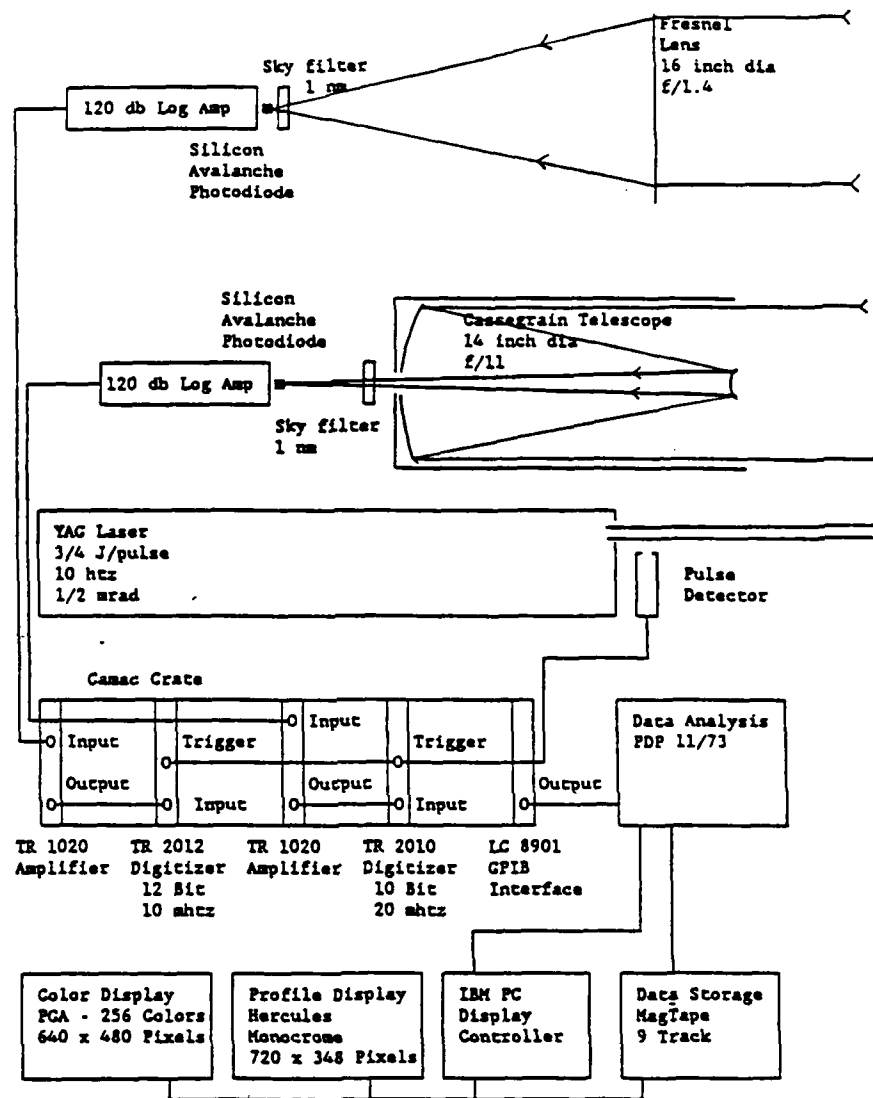 Fresnel
Lens
16 inch dia
f/1.4
Sky filter
1 nm
120 db Log Amp
Silicon
Avalanche
Photodiode
Silicon
Avalanche
Photodiode
Cassegrain Telescope
14 inch dia
f/11
120 db Log Amp
Sky filter
1 nm
YAG Laser
3/4 J/pulse
10 htz
1/2 mrad
Pulse
Detector
Camac Crate
Input
Trigger
Input
Trigger
Output
Input
Output
Input
Output
Data Analysis
PDP 11/73
TR 1020
Amplifier
TR 2012
Digitizer
12 Bit
10 mhtz
TR 1020
Amplifier
TR 2010
Digitizer
10 Bit
20 mhtz
LG 8901
GPIB
Interface
Color Display
PGA - 256 Colors
640 x 480 Pixels
Profile Display
Hercules
Monocrome
720 x 348 Pixels
IBM PC
Display
Controller
Data Storage
MagTape
9 Track